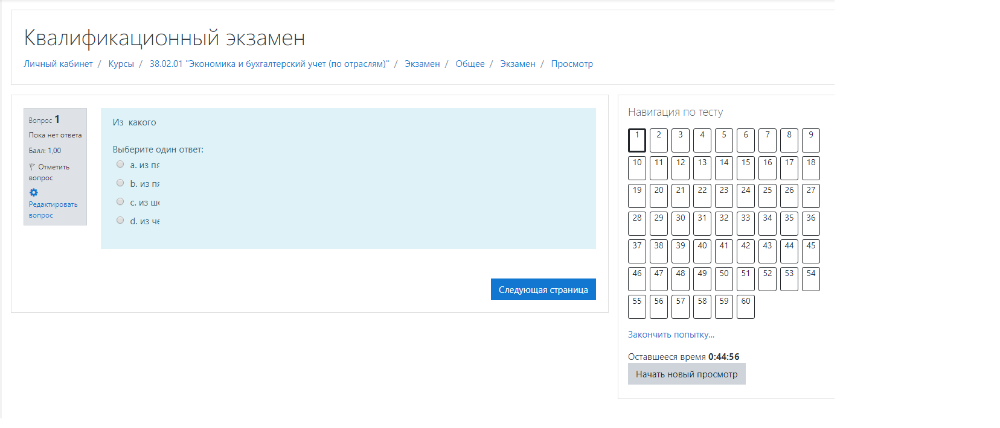 Квалификационный экзамен
Личный кабинет / Курсы / 38.02.01 "Экономика и бухгалтерский учет (по отраслям)" / Экзамен / Общее / Экзамен / Просмотр
Вопрос 1
Пока нет ответа
Балл: 1,00
Отметить
вопрос
Редактировать
вопрос
Из какого
Выберите один ответ:
a. из
b. из
c. из
d. из
Следующая страница
Навигация по тесту
1 2 3 4 5 6 7 8 9
10 11 12 13 14 15 16 17 18
19 20 21 22 23 24 25 26 27
28 29 30 31 32 33 34 35 36
37 38 39 40 41 42 43 44 45
46 47 48 49 50 51 52 53 54
55 56 57 58 59 60
Закончить попытку...
Оставшееся время 0:44:56
Начать новый просмотр